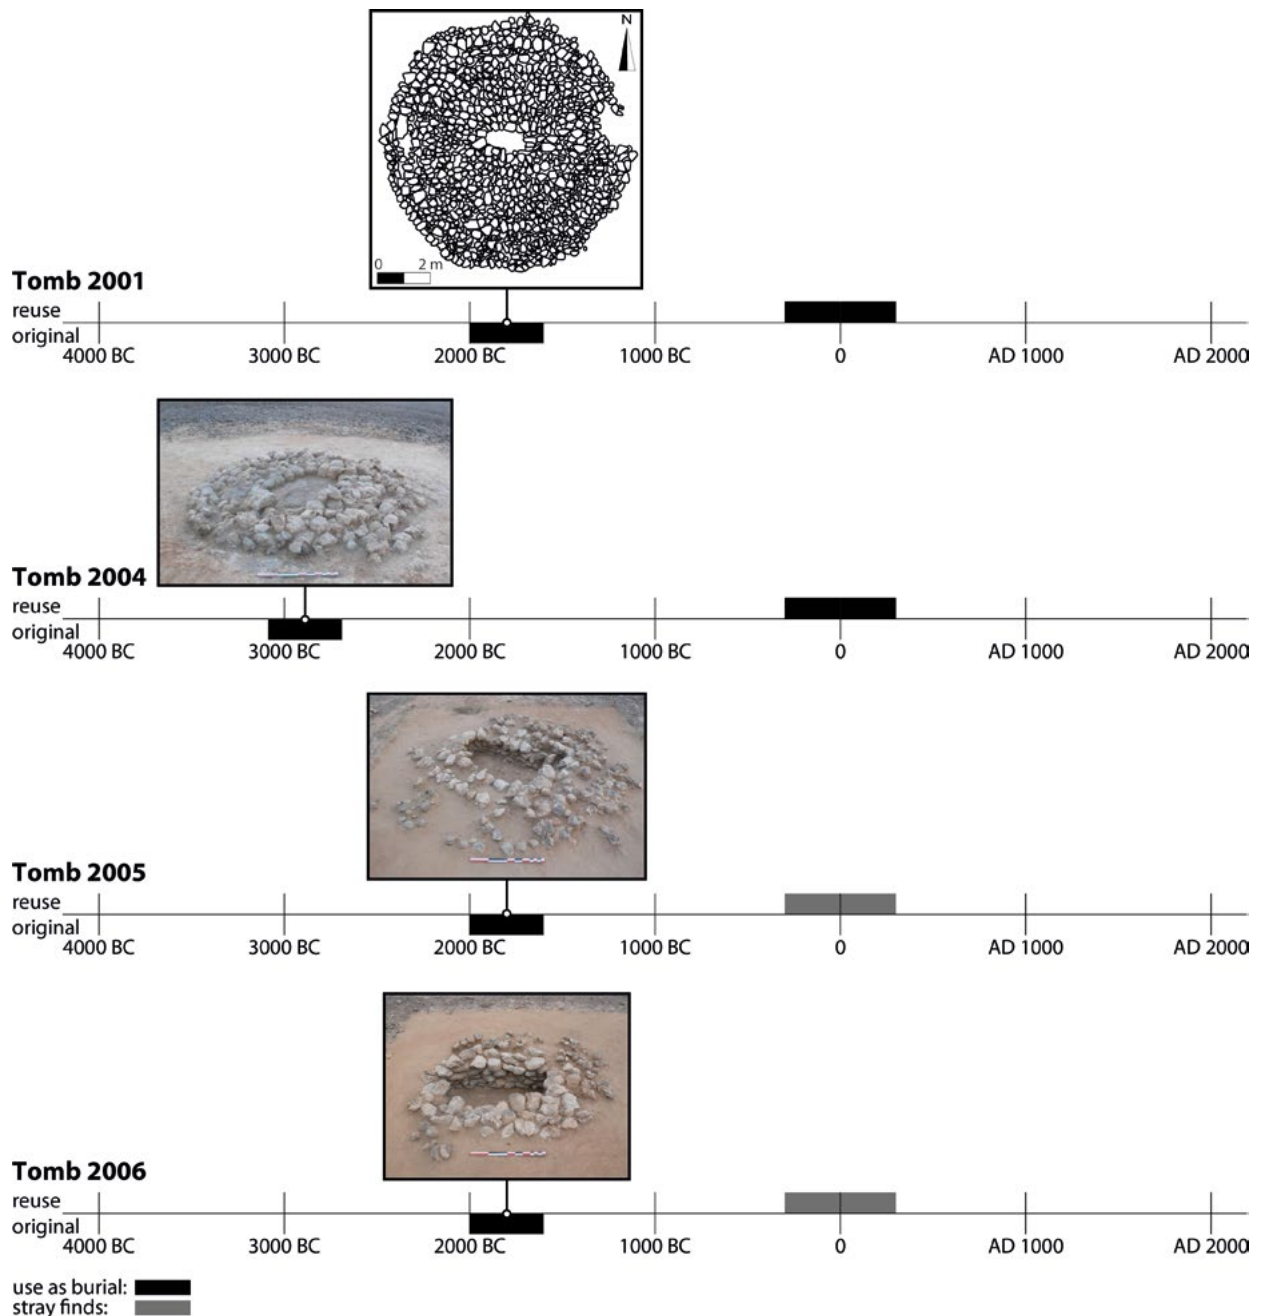 N
0 2 m
Tomb 2001
reuse
original
4000 BC 3000 BC 2000 BC 1000 BC 0 AD 1000 AD 2000
Tomb 2004
reuse
original
4000 BC 3000 BC 2000 BC 1000 BC 0 AD 1000 AD 2000
Tomb 2005
reuse
original
4000 BC 3000 BC 2000 BC 1000 BC 0 AD 1000 AD 2000
Tomb 2006
reuse
original
4000 BC 3000 BC 2000 BC 1000 BC 0 AD 1000 AD 2000
use as burial:
stray finds: